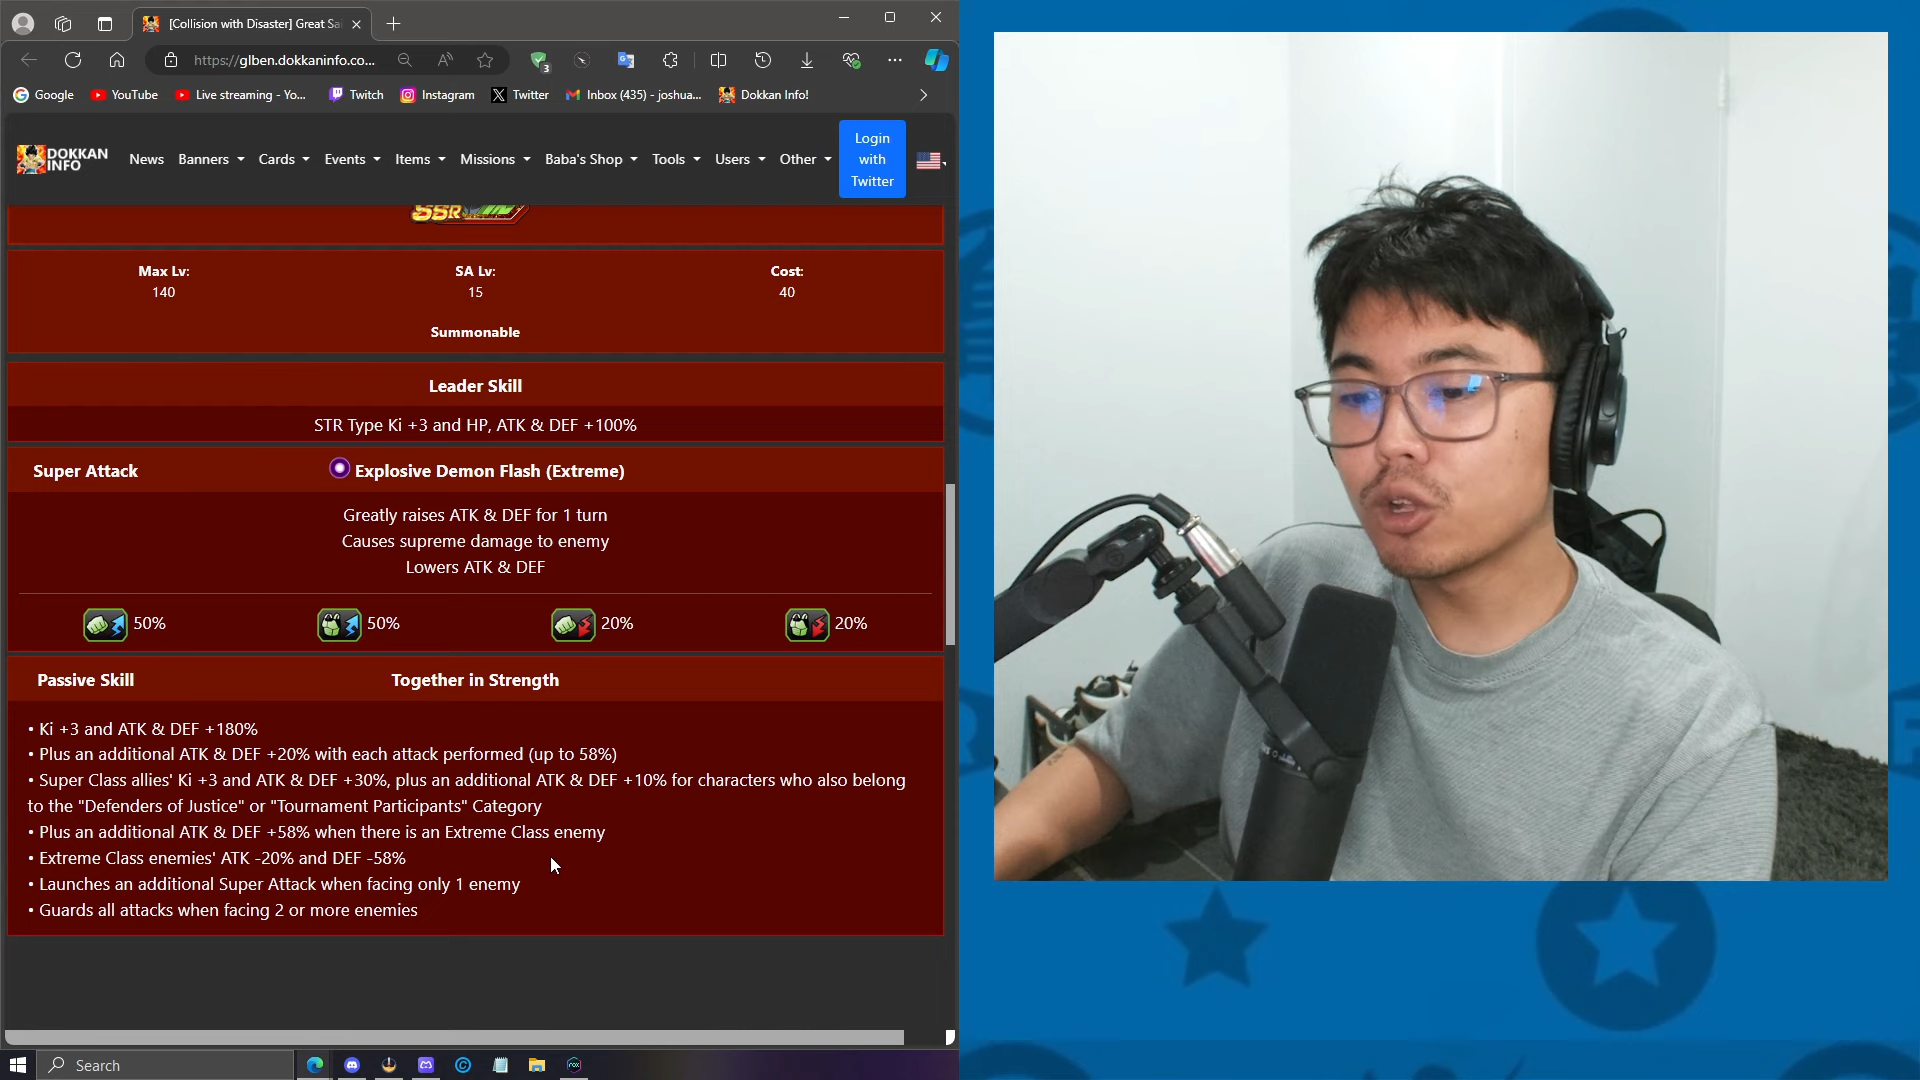 [Collision with Disaster] Great Sai
https://glben.dokkaninfo.co...
3
Google
YouTube
Live streaming - Yo...
Twitch
Instagram
Twitter
Inbox (435) - joshua...
Dokkan Info!
DOKKAN
INFO
News
Banners
Cards
Events
Items
Missions
Baba's Shop
Tools
Users
Other
Login
with
Twitter
SSR
Max Lv:
140
SA Lv:
15
Cost:
40
Summonable
Leader Skill
STR Type Ki +3 and HP, ATK & DEF +100%
Super Attack
Explosive Demon Flash (Extreme)
Greatly raises ATK & DEF for 1 turn
Causes supreme damage to enemy
Lowers ATK & DEF
50%
50%
20%
20%
Passive Skill
Together in Strength
• Ki +3 and ATK & DEF +180%
• Plus an additional ATK & DEF +20% with each attack performed (up to 58%)
• Super Class allies' Ki +3 and ATK & DEF +30%, plus an additional ATK & DEF +10% for characters who also belong
to the "Defenders of Justice" or "Tournament Participants" Category
• Plus an additional ATK & DEF +58% when there is an Extreme Class enemy
• Extreme Class enemies' ATK -20% and DEF -58%
• Launches an additional Super Attack when facing only 1 enemy
• Guards all attacks when facing 2 or more enemies
Search